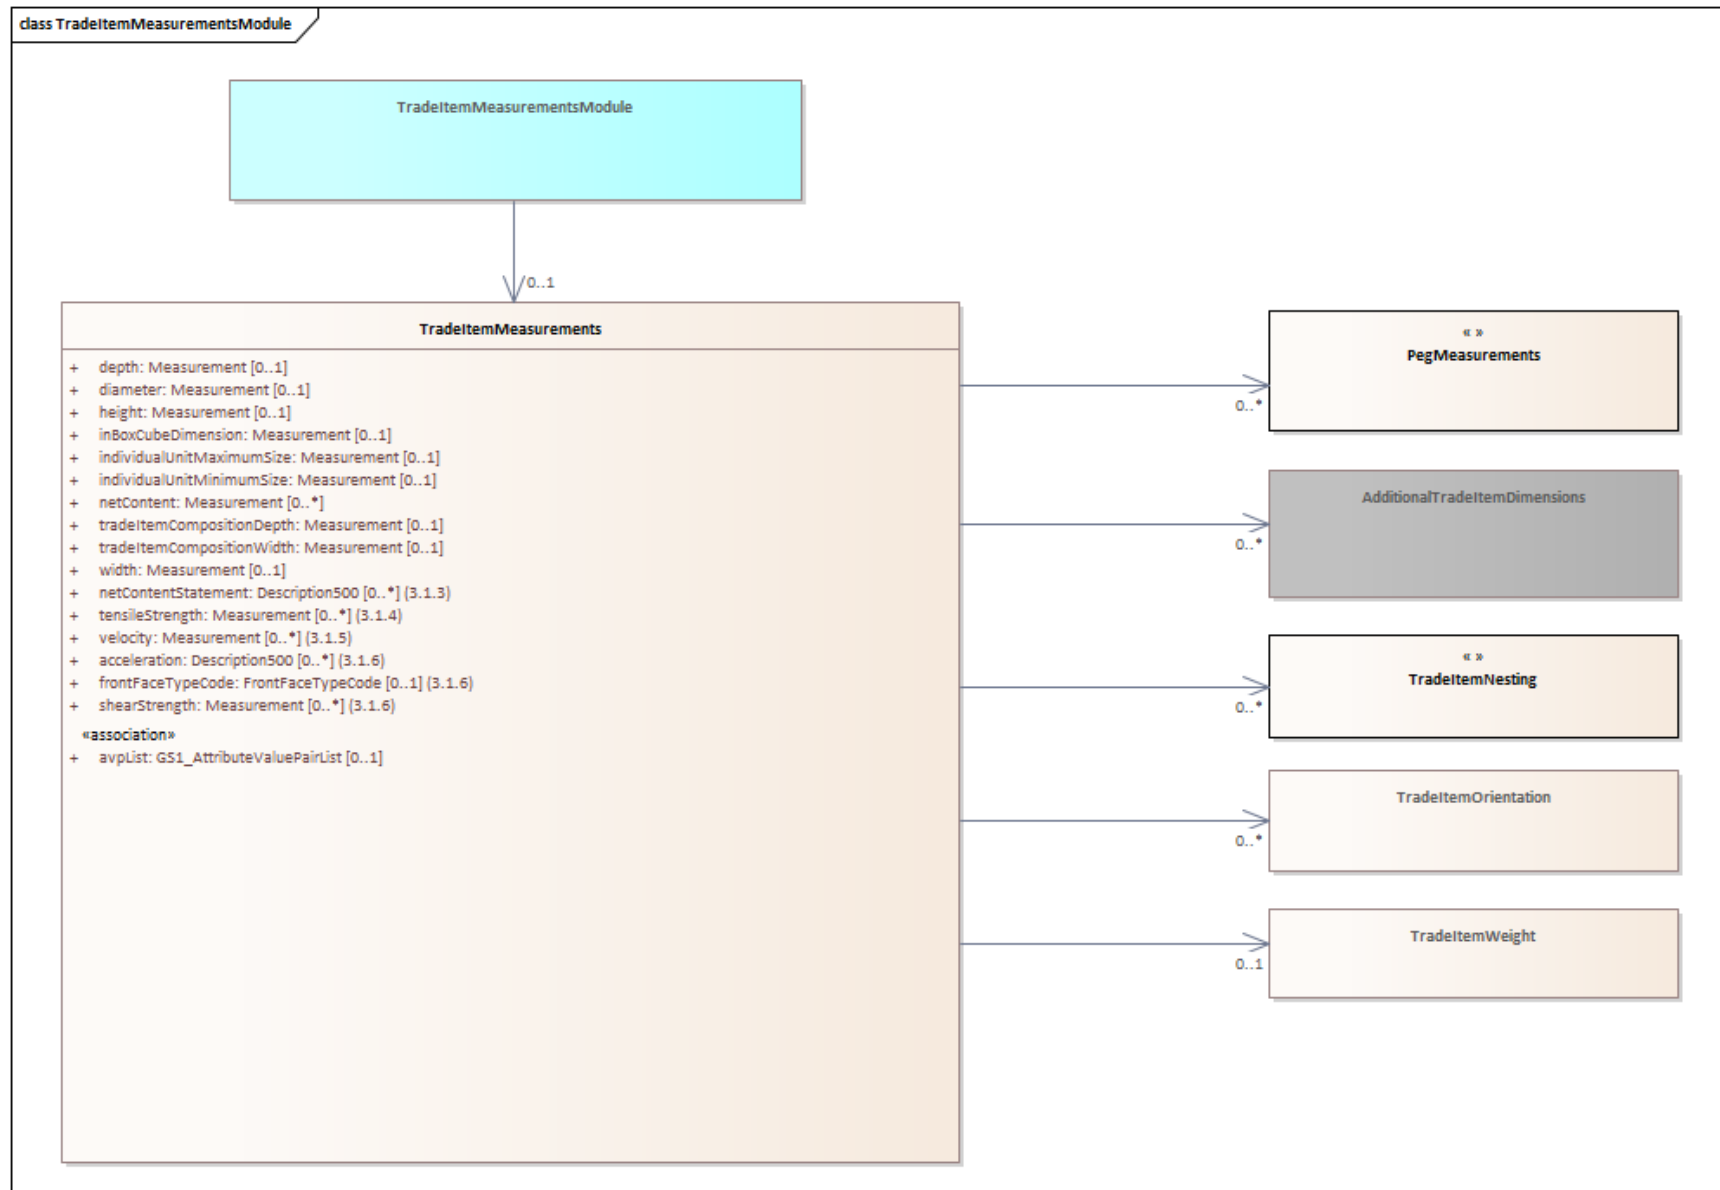 class TradeItemMeasurementsModule
TradeItemMeasurementsModule
0..1
TradeItemMeasurements
+ depth: Measurement [0..1]
+ diameter: Measurement [0..1]
+ height: Measurement [0..1]
+ inBoxCubeDimension: Measurement [0..1]
+ individualUnitMaximumSize: Measurement [0..1]
+ individualUnitMinimumSize: Measurement [0..1]
+ netContent: Measurement [0..*]
+ tradeItemCompositionDepth: Measurement [0..1]
+ tradeItemCompositionWidth: Measurement [0..1]
+ width: Measurement [0..1]
+ netContentStatement: Description500 [0..*] (3.1.3)
+ tensileStrength: Measurement [0..*] (3.1.4)
+ velocity: Measurement [0..*] (3.1.5)
+ acceleration: Description500 [0..*] (3.1.6)
+ frontFaceTypeCode: FrontFaceTypeCode [0..1] (3.1.6)
+ shearStrength: Measurement [0..*] (3.1.6)
«association»
+ avpList: GS1_AttributeValuePairList [0..1]
« »
PegMeasurements
0..*
AdditionalTradeItemDimensions
0..*
« »
TradeItemNesting
0..*
TradeItemOrientation
0..*
TradeItemWeight
0..1